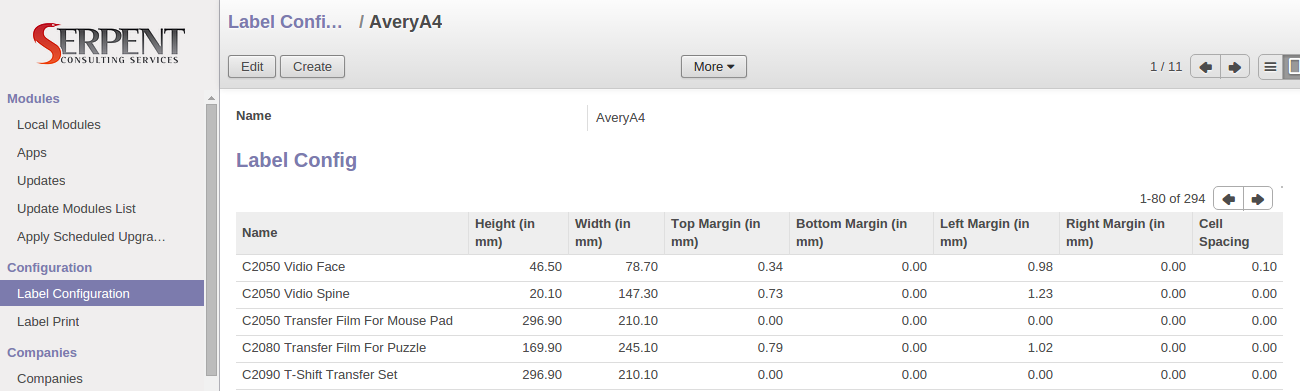 SERPENT
CONSULTING SERVICES
Modules
Local Modules
Apps
Updates
Update Modules List
Apply Scheduled Upgra…
Configuration
Label Configuration
Label Print
Companies
Companies
Label Confi… / AveryA4
Edit Create More 1 / 11
Name AveryA4
Label Config
1-80 of 294
Name Height (in mm) Width (in mm) Top Margin (in mm) Bottom Margin (in mm) Left Margin (in mm) Right Margin (in mm) Cell Spacing
C2050 Vidio Face 46.50 78.70 0.34 0.00 0.98 0.00 0.10
C2050 Vidio Spine 20.10 147.30 0.73 0.00 1.23 0.00 0.00
C2050 Transfer Film For Mouse Pad 296.90 210.10 0.00 0.00 0.00 0.00 0.00
C2080 Transfer Film For Puzzle 169.90 245.10 0.79 0.00 1.02 0.00 0.00
C2090 T-Shift Transfer Set 296.90 210.10 0.00 0.00 0.00 0.00 0.00